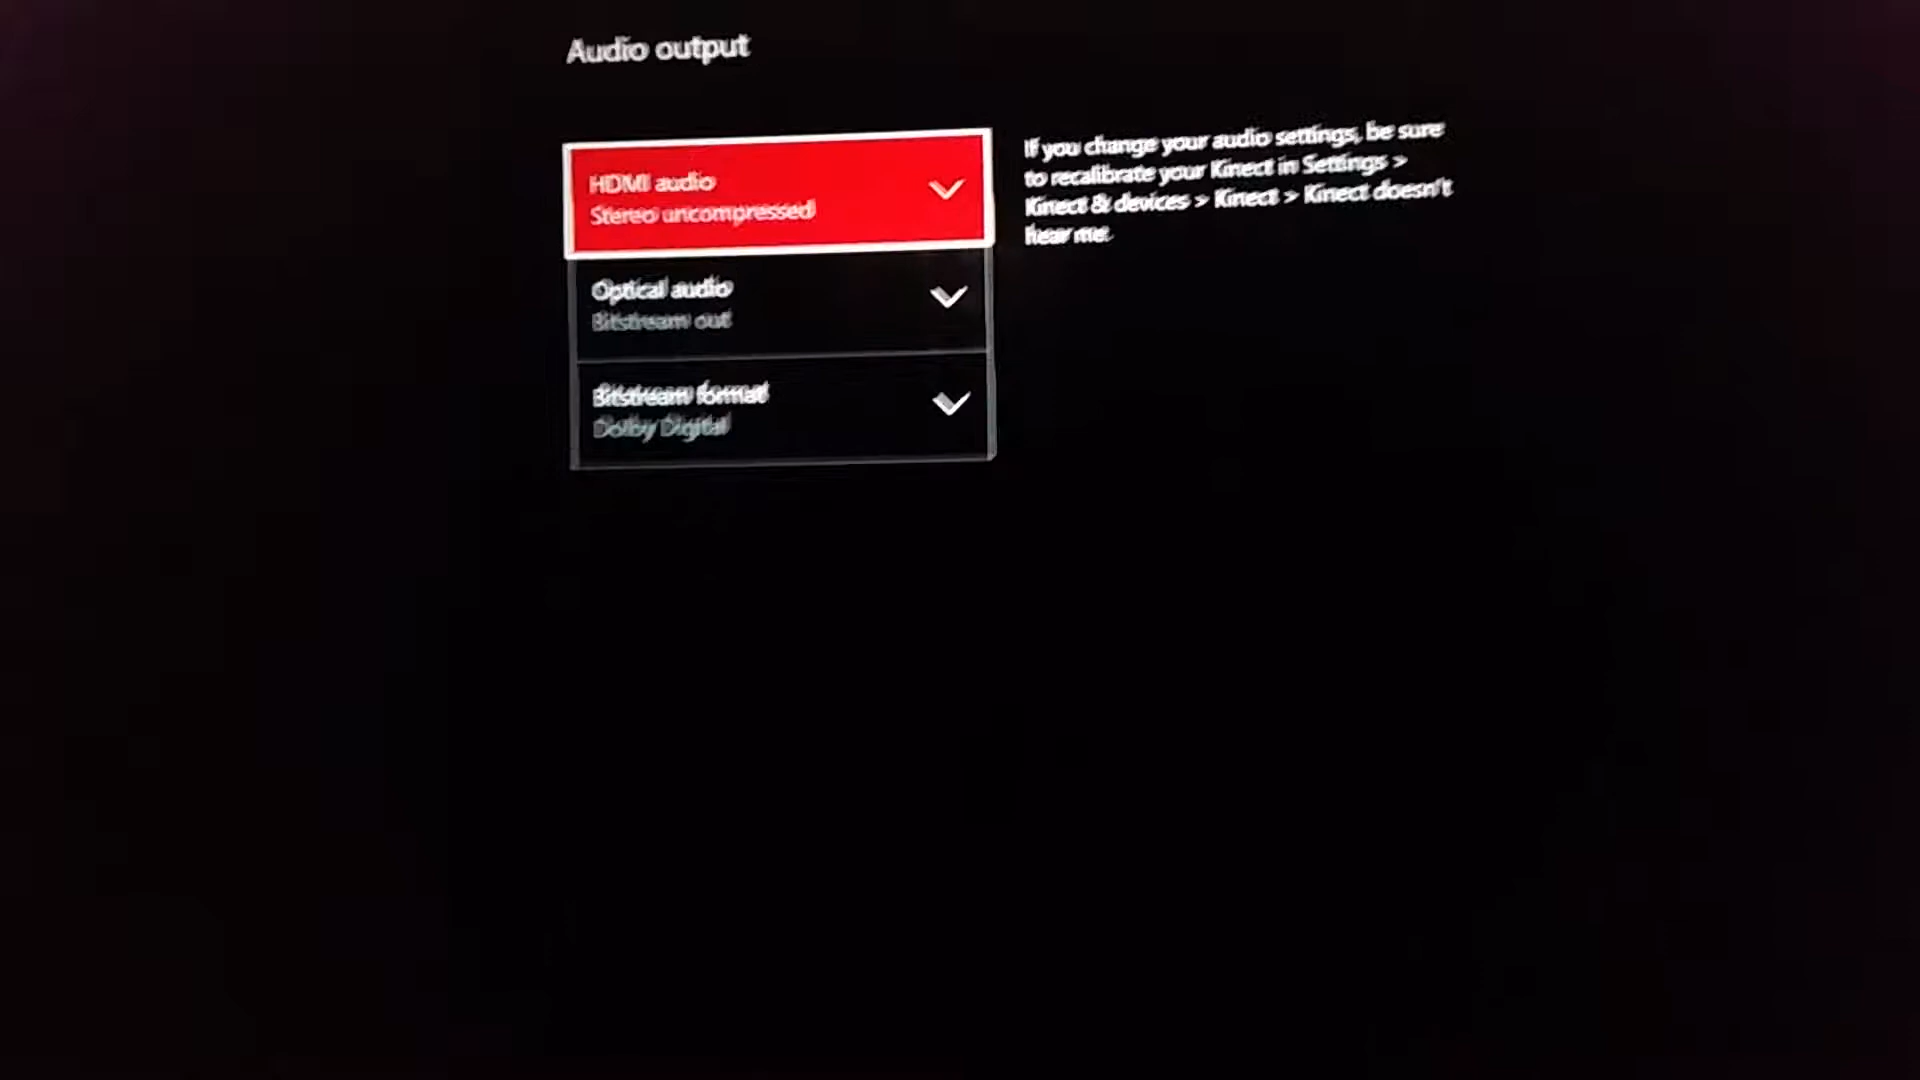 Audio output
HDMI audio
Stereo uncompressed
Optical audio
Bitstream out
Bitstream format
Dolby Digital
If you change your audio settings, be sure
to recalibrate your Kinect in Settings >
Kinect & devices > Kinect > Kinect doesn't
hear me.